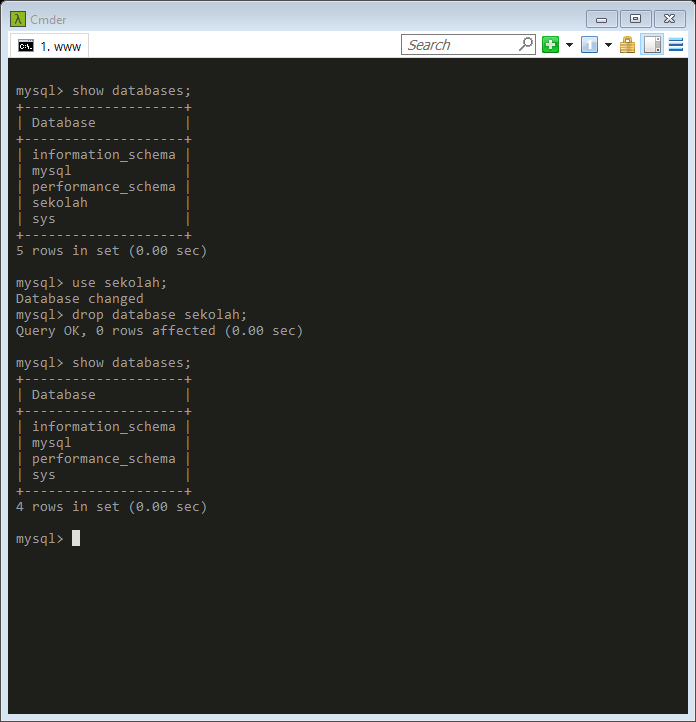 λ Cmder
C:\. 1. www
Search
1
mysql> show databases;
+--------------------+
| Database           |
+--------------------+
| information_schema |
| mysql              |
| performance_schema |
| sekolah            |
| sys                |
+--------------------+
5 rows in set (0.00 sec)
mysql> use sekolah;
Database changed
mysql> drop database sekolah;
Query OK, 0 rows affected (0.00 sec)
mysql> show databases;
+--------------------+
| Database           |
+--------------------+
| information_schema |
| mysql              |
| performance_schema |
| sys                |
+--------------------+
4 rows in set (0.00 sec)
mysql>